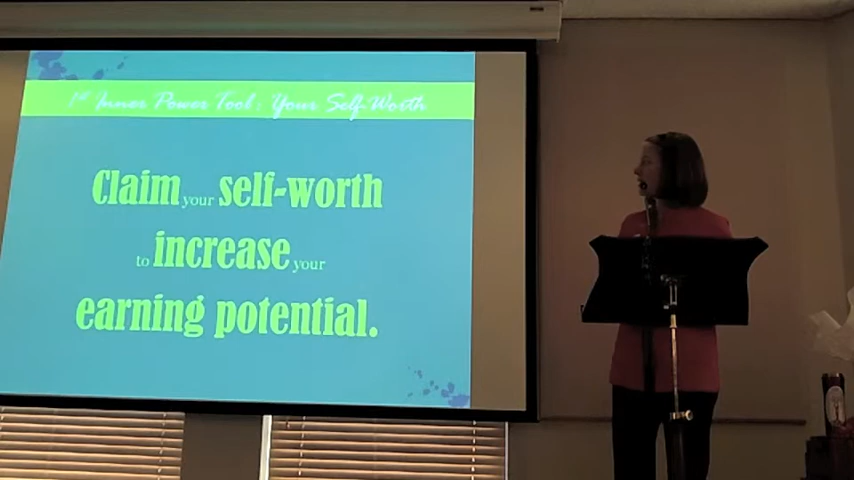 1st Inner Power Tool: Your Self-Worth
Claim your self-worth
to increase your
earning potential.